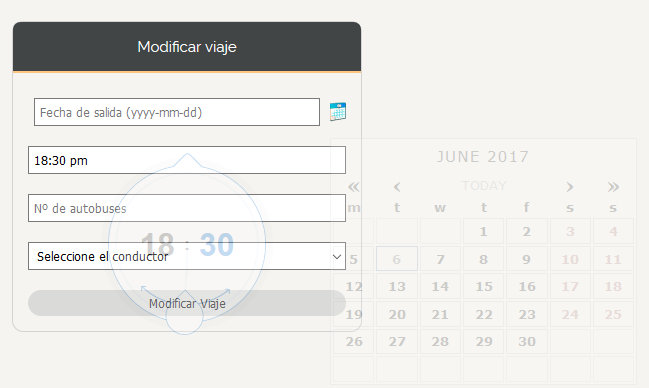 Modificar viaje
Fecha de salida (yyyy-mm-dd)
18:30 pm
Nº de autobuses
18 : 30
Seleccione el conductor
Modificar Viaje
JUNE 2017
« ‹ TODAY › »
m t w t f s s
1 2 3 4
5 6 7 8 9 10 11
12 13 14 15 16 17 18
19 20 21 22 23 24 25
26 27 28 29 30